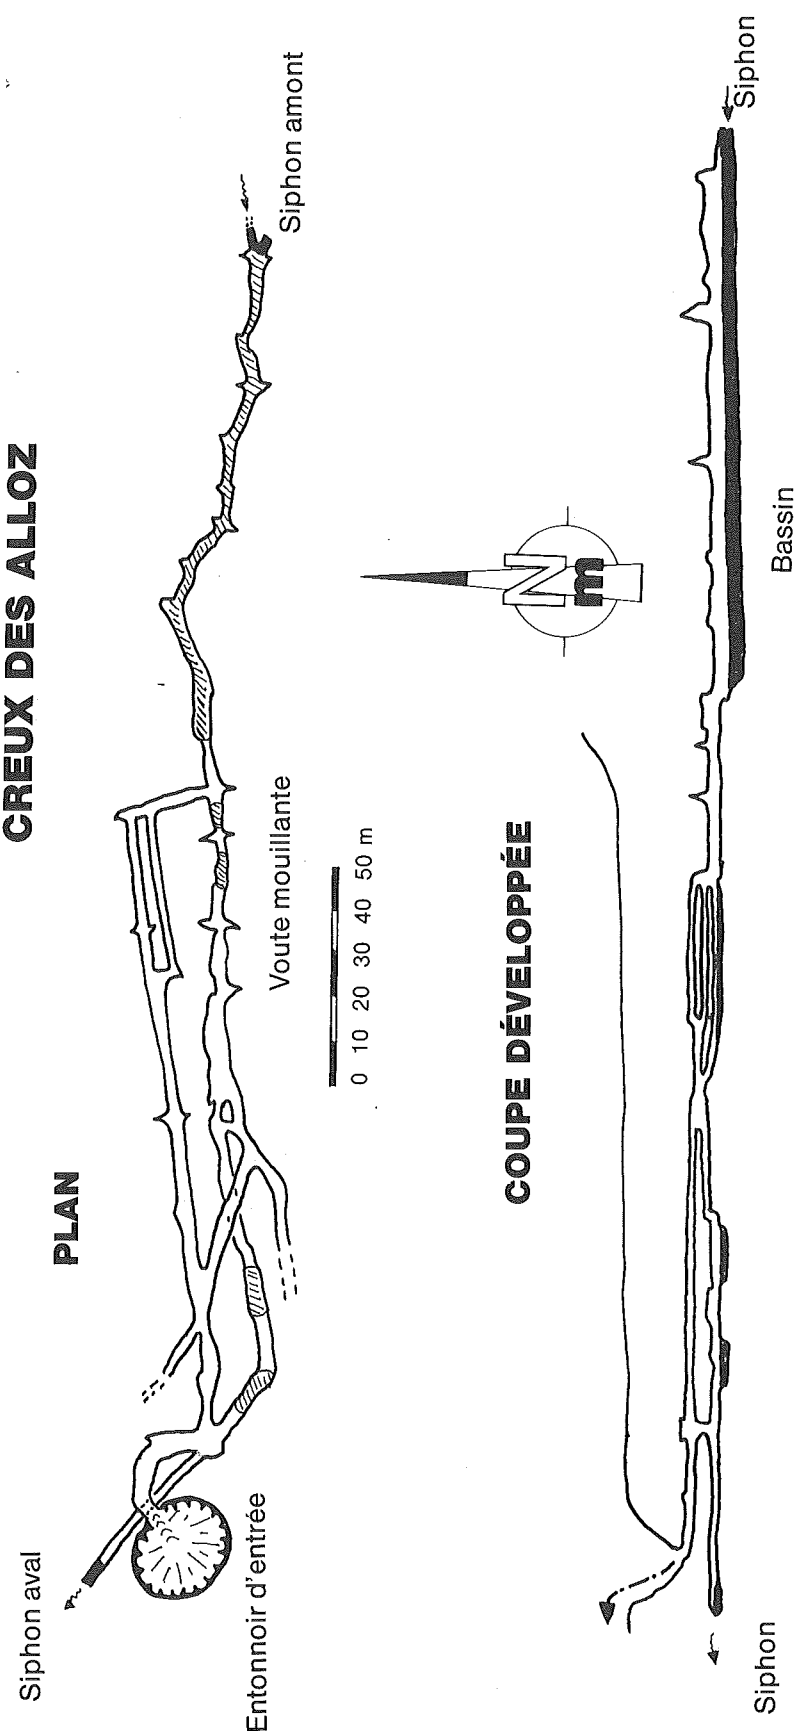 CREUX DES ALLOZ
PLAN
Siphon aval
Entonnoir d'entrée
Voute mouillante
Siphon amont
0 10 20 30 40 50 m
Nm
COUPE DÉVELOPPÉE
Siphon
Bassin
Siphon